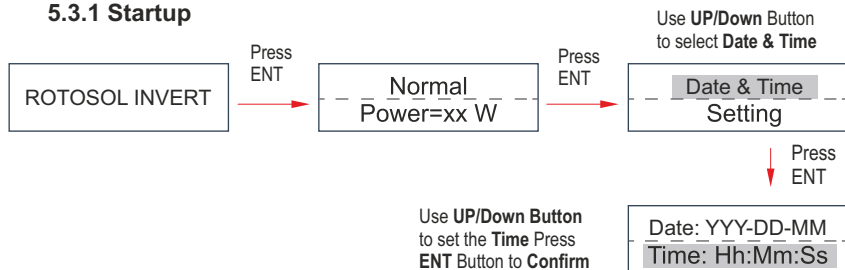 5.3.1 Startup
Use UP/Down Button
to select Date & Time
Press
ENT
Press
ENT
ROTOSOL INVERT
Normal
Power=xx W
Date & Time
Setting
Press
ENT
Use UP/Down Button
to set the Time Press
ENT Button to Confirm
Date: YYY-DD-MM
Time: Hh:Mm:Ss